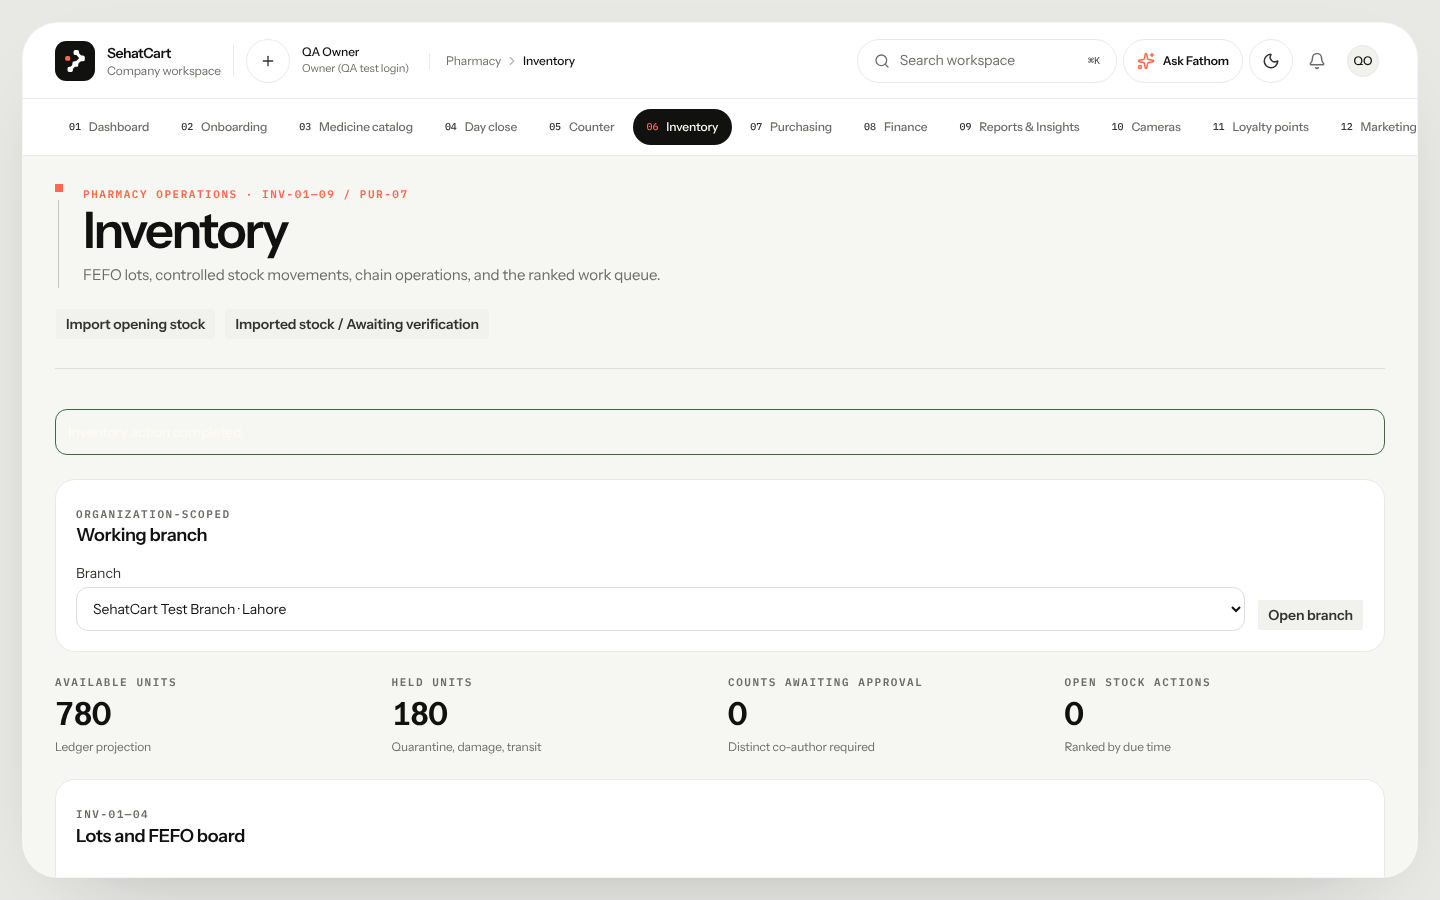 SehatCart
Company workspace
+
QA Owner
Owner (QA test login)
Pharmacy > Inventory
Search workspace
⌘K
Ask Fathom
QO
01 Dashboard
02 Onboarding
03 Medicine catalog
04 Day close
05 Counter
06 Inventory
07 Purchasing
08 Finance
09 Reports & Insights
10 Cameras
11 Loyalty points
12 Marketing
PHARMACY OPERATIONS · INV-01—09 / PUR-07
Inventory
FEFO lots, controlled stock movements, chain operations, and the ranked work queue.
Import opening stock
Imported stock / Awaiting verification
Inventory action completed.
ORGANIZATION-SCOPED
Working branch
Branch
SehatCart Test Branch · Lahore
Open branch
AVAILABLE UNITS
780
Ledger projection
HELD UNITS
180
Quarantine, damage, transit
COUNTS AWAITING APPROVAL
0
Distinct co-author required
OPEN STOCK ACTIONS
0
Ranked by due time
INV-01—04
Lots and FEFO board